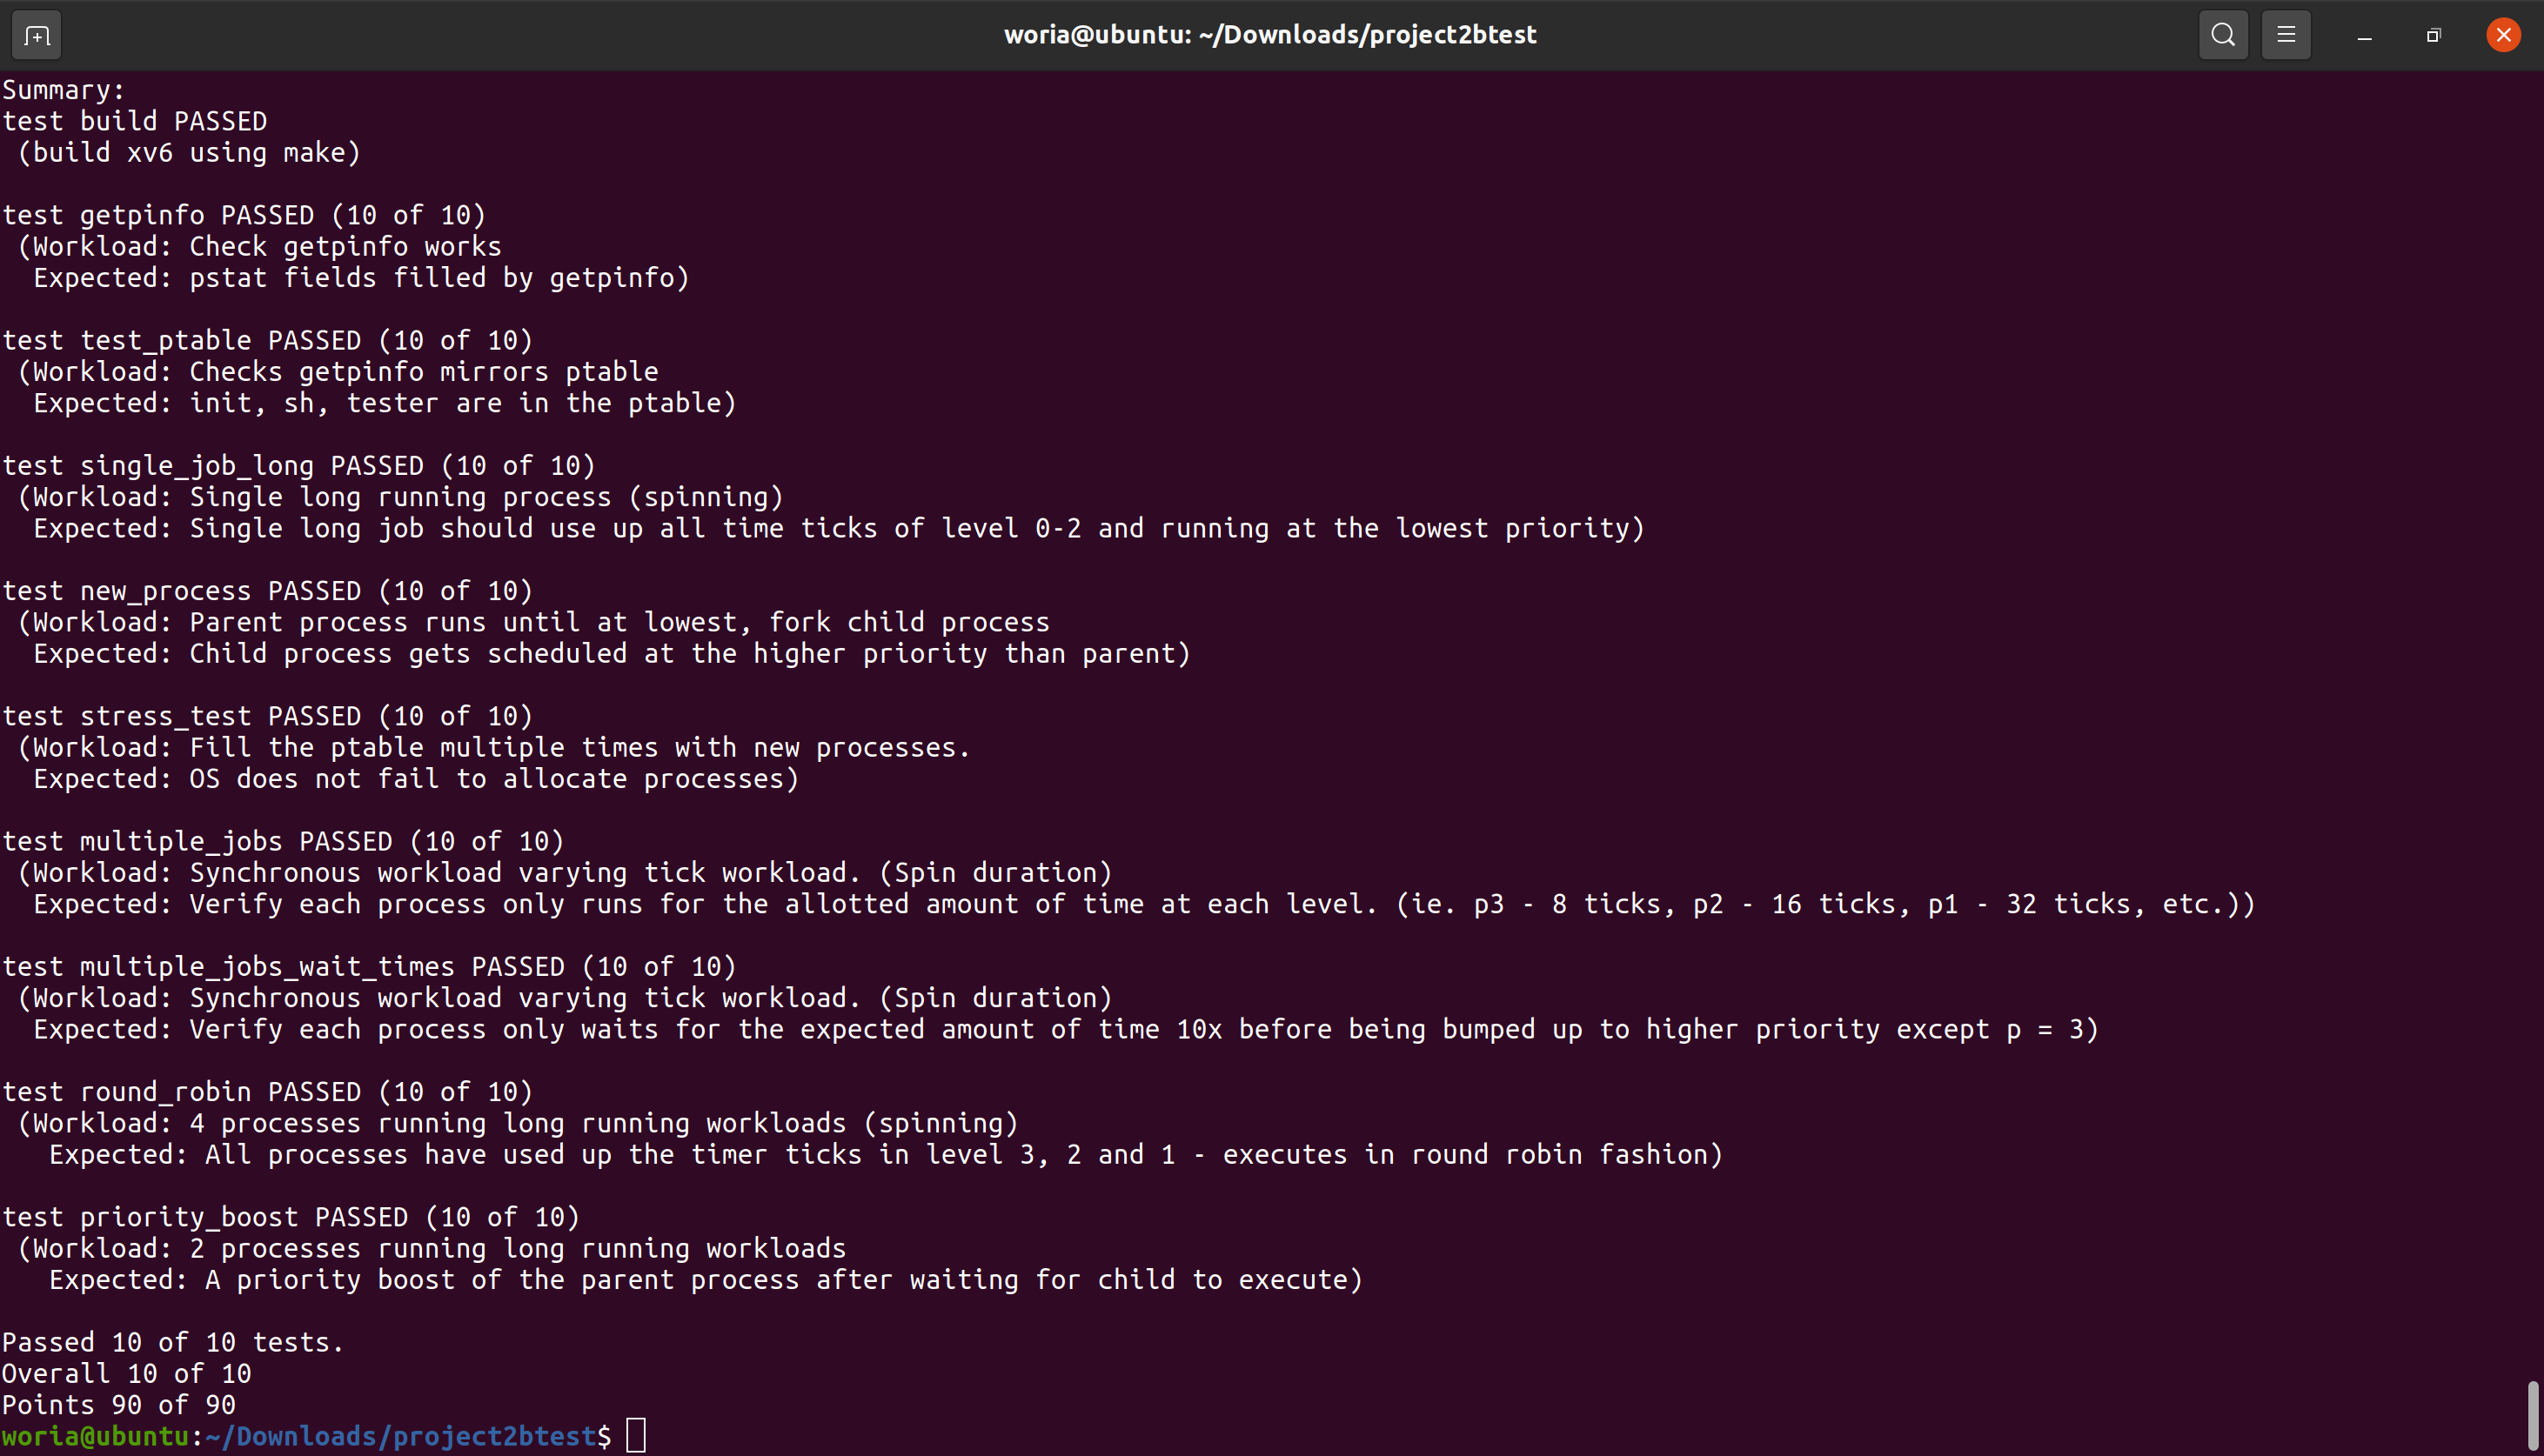 woria@ubuntu: ~/Downloads/project2btest
Summary:
test build PASSED
 (build xv6 using make)

test getpinfo PASSED (10 of 10)
 (Workload: Check getpinfo works
  Expected: pstat fields filled by getpinfo)

test test_ptable PASSED (10 of 10)
 (Workload: Checks getpinfo mirrors ptable
  Expected: init, sh, tester are in the ptable)

test single_job_long PASSED (10 of 10)
 (Workload: Single long running process (spinning)
  Expected: Single long job should use up all time ticks of level 0-2 and running at the lowest priority)

test new_process PASSED (10 of 10)
 (Workload: Parent process runs until at lowest, fork child process
  Expected: Child process gets scheduled at the higher priority than parent)

test stress_test PASSED (10 of 10)
 (Workload: Fill the ptable multiple times with new processes.
  Expected: OS does not fail to allocate processes)

test multiple_jobs PASSED (10 of 10)
 (Workload: Synchronous workload varying tick workload. (Spin duration)
  Expected: Verify each process only runs for the allotted amount of time at each level. (ie. p3 - 8 ticks, p2 - 16 ticks, p1 - 32 ticks, etc.))

test multiple_jobs_wait_times PASSED (10 of 10)
 (Workload: Synchronous workload varying tick workload. (Spin duration)
  Expected: Verify each process only waits for the expected amount of time 10x before being bumped up to higher priority except p = 3)

test round_robin PASSED (10 of 10)
 (Workload: 4 processes running long running workloads (spinning)
   Expected: All processes have used up the timer ticks in level 3, 2 and 1 - executes in round robin fashion)

test priority_boost PASSED (10 of 10)
 (Workload: 2 processes running long running workloads
   Expected: A priority boost of the parent process after waiting for child to execute)

Passed 10 of 10 tests.
Overall 10 of 10
Points 90 of 90
woria@ubuntu:~/Downloads/project2btest$